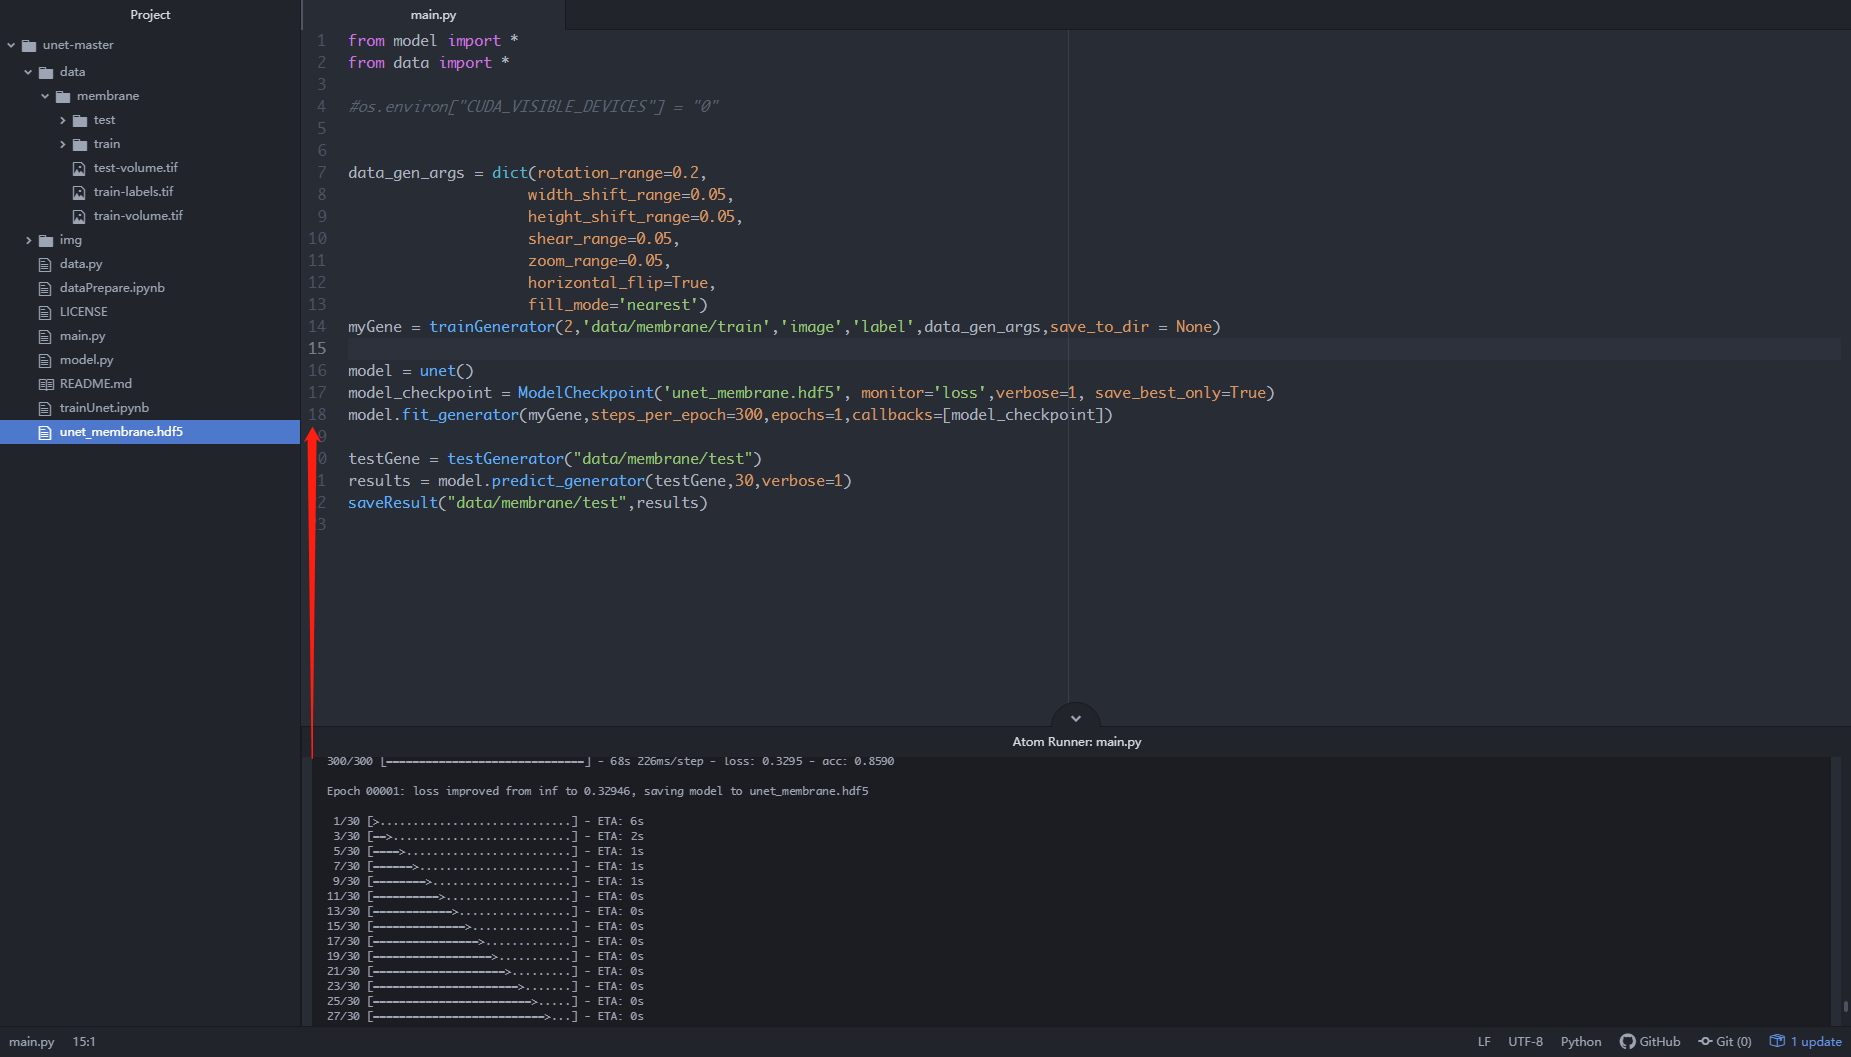 Project
unet-master
data
membrane
test
train
test-volume.tif
train-labels.tif
train-volume.tif
img
data.py
dataPrepare.ipynb
LICENSE
main.py
model.py
README.md
trainUnet.ipynb
unet_membrane.hdf5
main.py
1 from model import *
2 from data import *
3
4 #os.environ["CUDA_VISIBLE_DEVICES"] = "0"
5
6
7 data_gen_args = dict(rotation_range=0.2,
8 width_shift_range=0.05,
9 height_shift_range=0.05,
10 shear_range=0.05,
11 zoom_range=0.05,
12 horizontal_flip=True,
13 fill_mode='nearest')
14 myGene = trainGenerator(2,'data/membrane/train','image','label',data_gen_args,save_to_dir = None)
15
16 model = unet()
17 model_checkpoint = ModelCheckpoint('unet_membrane.hdf5', monitor='loss',verbose=1, save_best_only=True)
18 model.fit_generator(myGene,steps_per_epoch=300,epochs=1,callbacks=[model_checkpoint])
9
0 testGene = testGenerator("data/membrane/test")
1 results = model.predict_generator(testGene,30,verbose=1)
2 saveResult("data/membrane/test",results)
3
Atom Runner: main.py
300/300 [==============================] - 68s 226ms/step - loss: 0.3295 - acc: 0.8590
Epoch 00001: loss improved from inf to 0.32946, saving model to unet_membrane.hdf5
1/30 [>.............................] - ETA: 6s
3/30 [==>...........................] - ETA: 2s
5/30 [====>.........................] - ETA: 1s
7/30 [======>.......................] - ETA: 1s
9/30 [========>.....................] - ETA: 1s
11/30 [==========>...................] - ETA: 0s
13/30 [============>.................] - ETA: 0s
15/30 [==============>...............] - ETA: 0s
17/30 [================>.............] - ETA: 0s
19/30 [==================>...........] - ETA: 0s
21/30 [====================>.........] - ETA: 0s
23/30 [======================>.......] - ETA: 0s
25/30 [========================>.....] - ETA: 0s
27/30 [==========================>...] - ETA: 0s
main.py 15:1 LF UTF-8 Python GitHub Git (0) 1 update